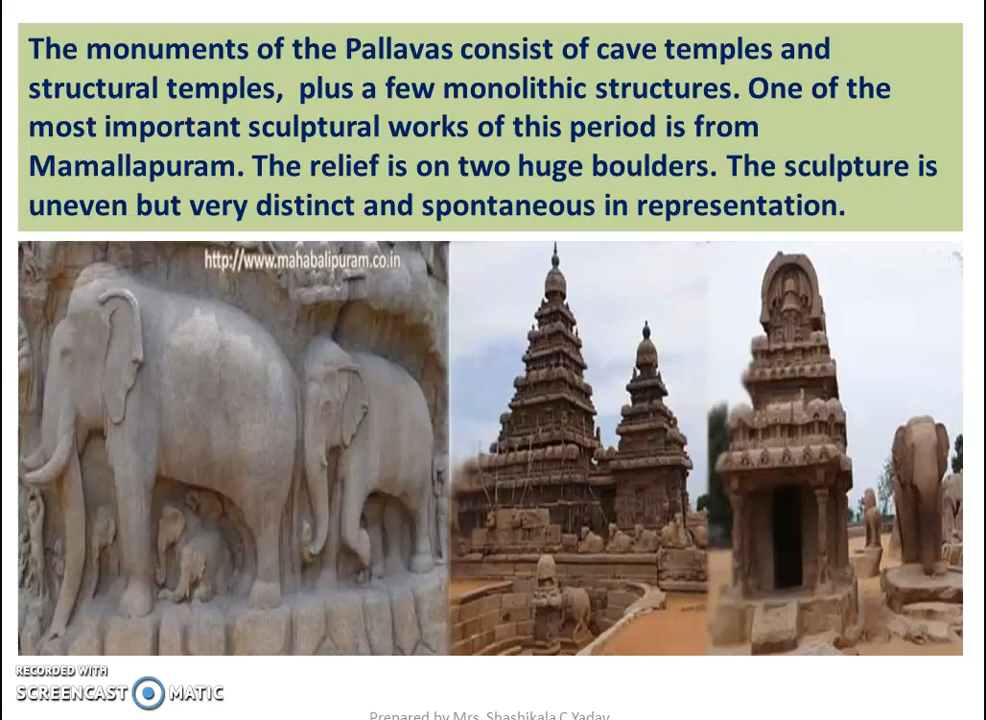 The monuments of the Pallavas consist of cave temples and
structural temples,  plus a few monolithic structures. One of the
most important sculptural works of this period is from
Mamallapuram. The relief is on two huge boulders. The sculpture is
uneven but very distinct and spontaneous in representation.
http://www.mahabalipuram.co.in
RECORDED WITH
SCREENCAST MATIC
Prepared by Mrs. Shashikala C Yadav